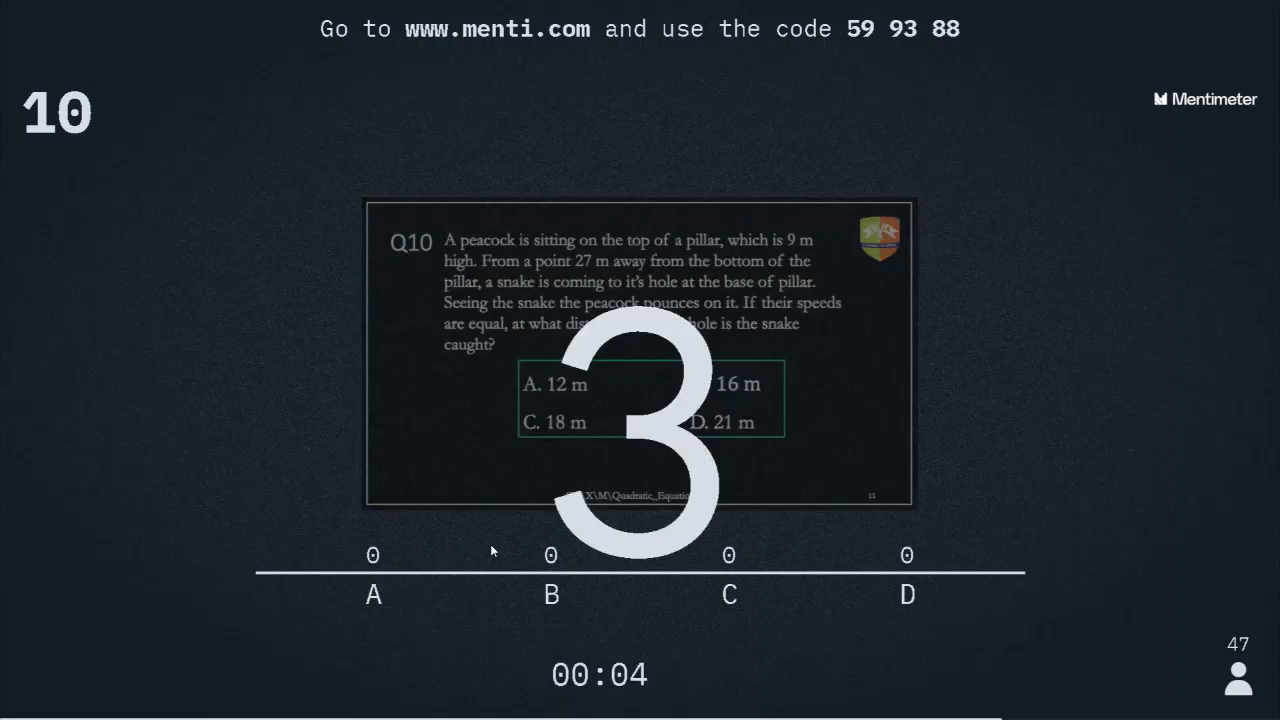 Go to www.menti.com and use the code 59 93 88
10
Mentimeter
Q10 A peacock is sitting on the top of a pillar, which is 9 m
high. From a point 27 m away from the bottom of the
pillar, a snake is coming to it's hole at the base of pillar.
Seeing the snake the peacock pounces on it. If their speeds
are equal, at what hole is the snake
caught?
3
A. 12 m 16 m
C. 18 m D. 21 m
X\M\Quadratic_Equatio 11
0 0 0 0
A B C D
00:04
47